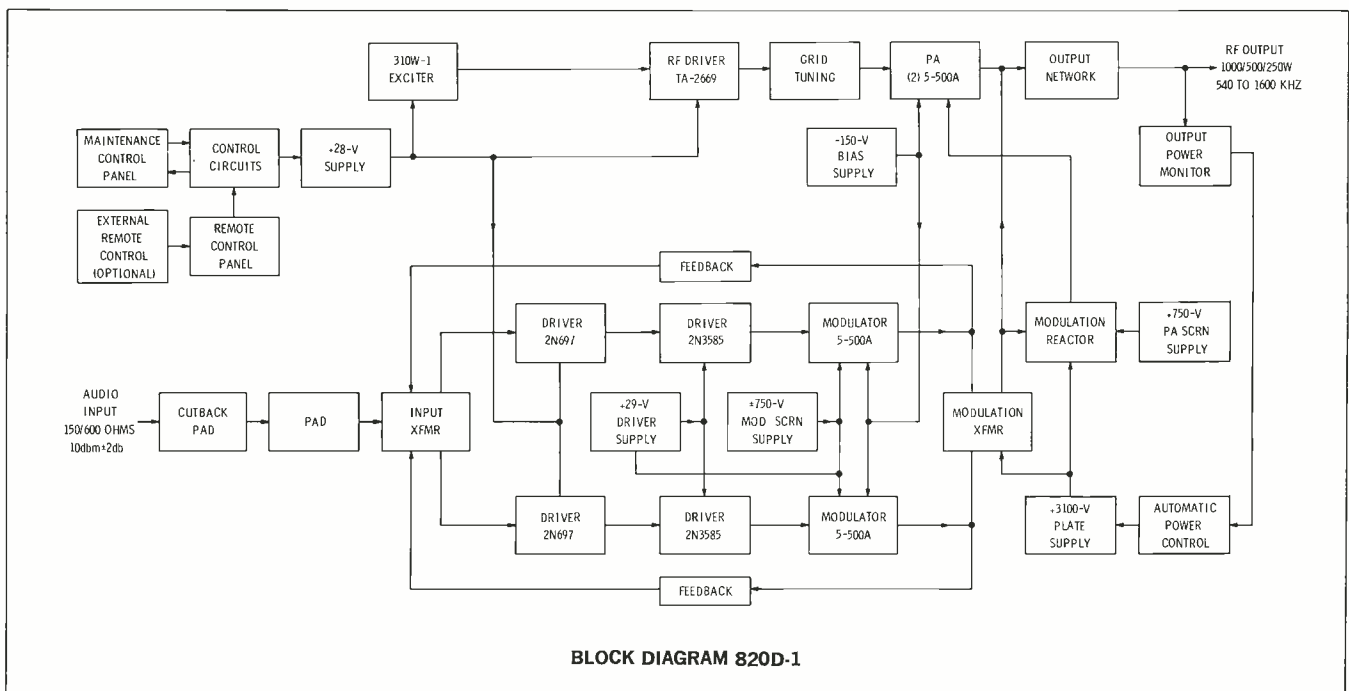 310W-1
EXCITER
RF DRIVER
TA-2669
GRID
TUNING
PA
(2) 5-500A
OUTPUT
NETWORK
RF OUTPUT
1000/500/250W
540 TO 1600 KHZ
MAINTENANCE
CONTROL
PANEL
CONTROL
CIRCUITS
+28-V
SUPPLY
-150-V
BIAS
SUPPLY
OUTPUT
POWER
MONITOR
EXTERNAL
REMOTE
CONTROL
(OPTIONAL)
REMOTE
CONTROL
PANEL
FEEDBACK
DRIVER
2N697
DRIVER
2N3585
MODULATOR
5-500A
MODULATION
REACTOR
+750-V
PA SCRN
SUPPLY
AUDIO
INPUT
150/600 OHMS
10dbm±2db
CUTBACK
PAD
PAD
INPUT
XFMR
+29-V
DRIVER
SUPPLY
±750-V
MOD SCRN
SUPPLY
MODULATION
XFMR
DRIVER
2N697
DRIVER
2N3585
MODULATOR
5-500A
+3100-V
PLATE
SUPPLY
AUTOMATIC
POWER
CONTROL
FEEDBACK
BLOCK DIAGRAM 820D-1